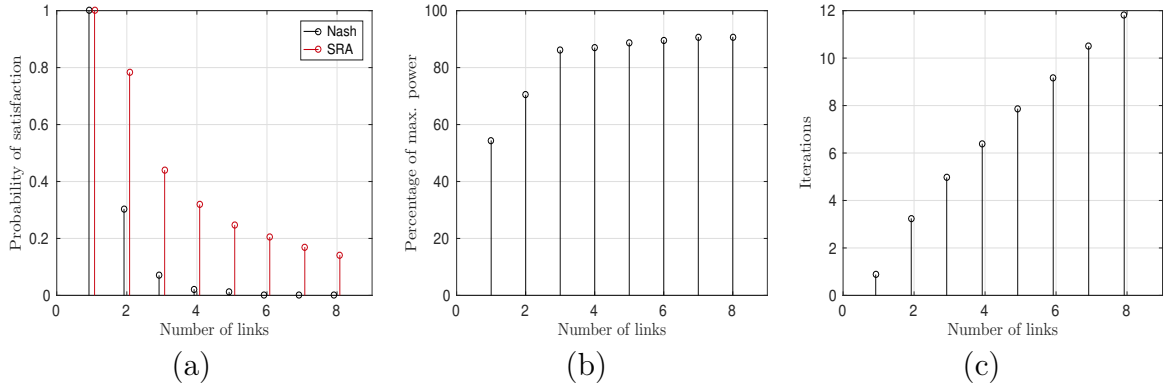 1
0.8
0.6
0.4
0.2
0
Probability of satisfaction
Nash
SRA
0 2 4 6 8
Number of links
(a)
100
80
60
40
20
0
Percentage of max. power
0 2 4 6 8
Number of links
(b)
12
10
8
6
4
2
0
Iterations
0 2 4 6 8
Number of links
(c)